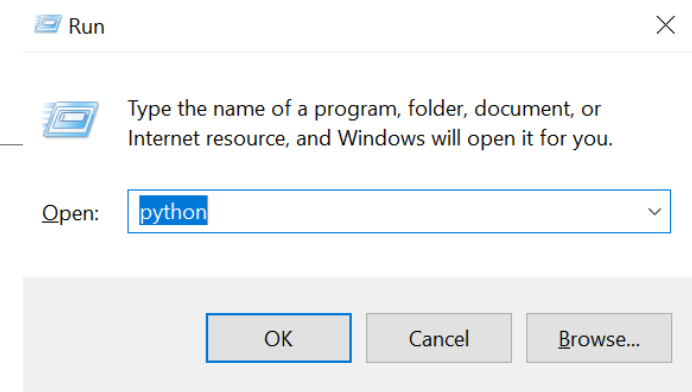 Run
Type the name of a program, folder, document, or
Internet resource, and Windows will open it for you.
Open: python
OK Cancel Browse...